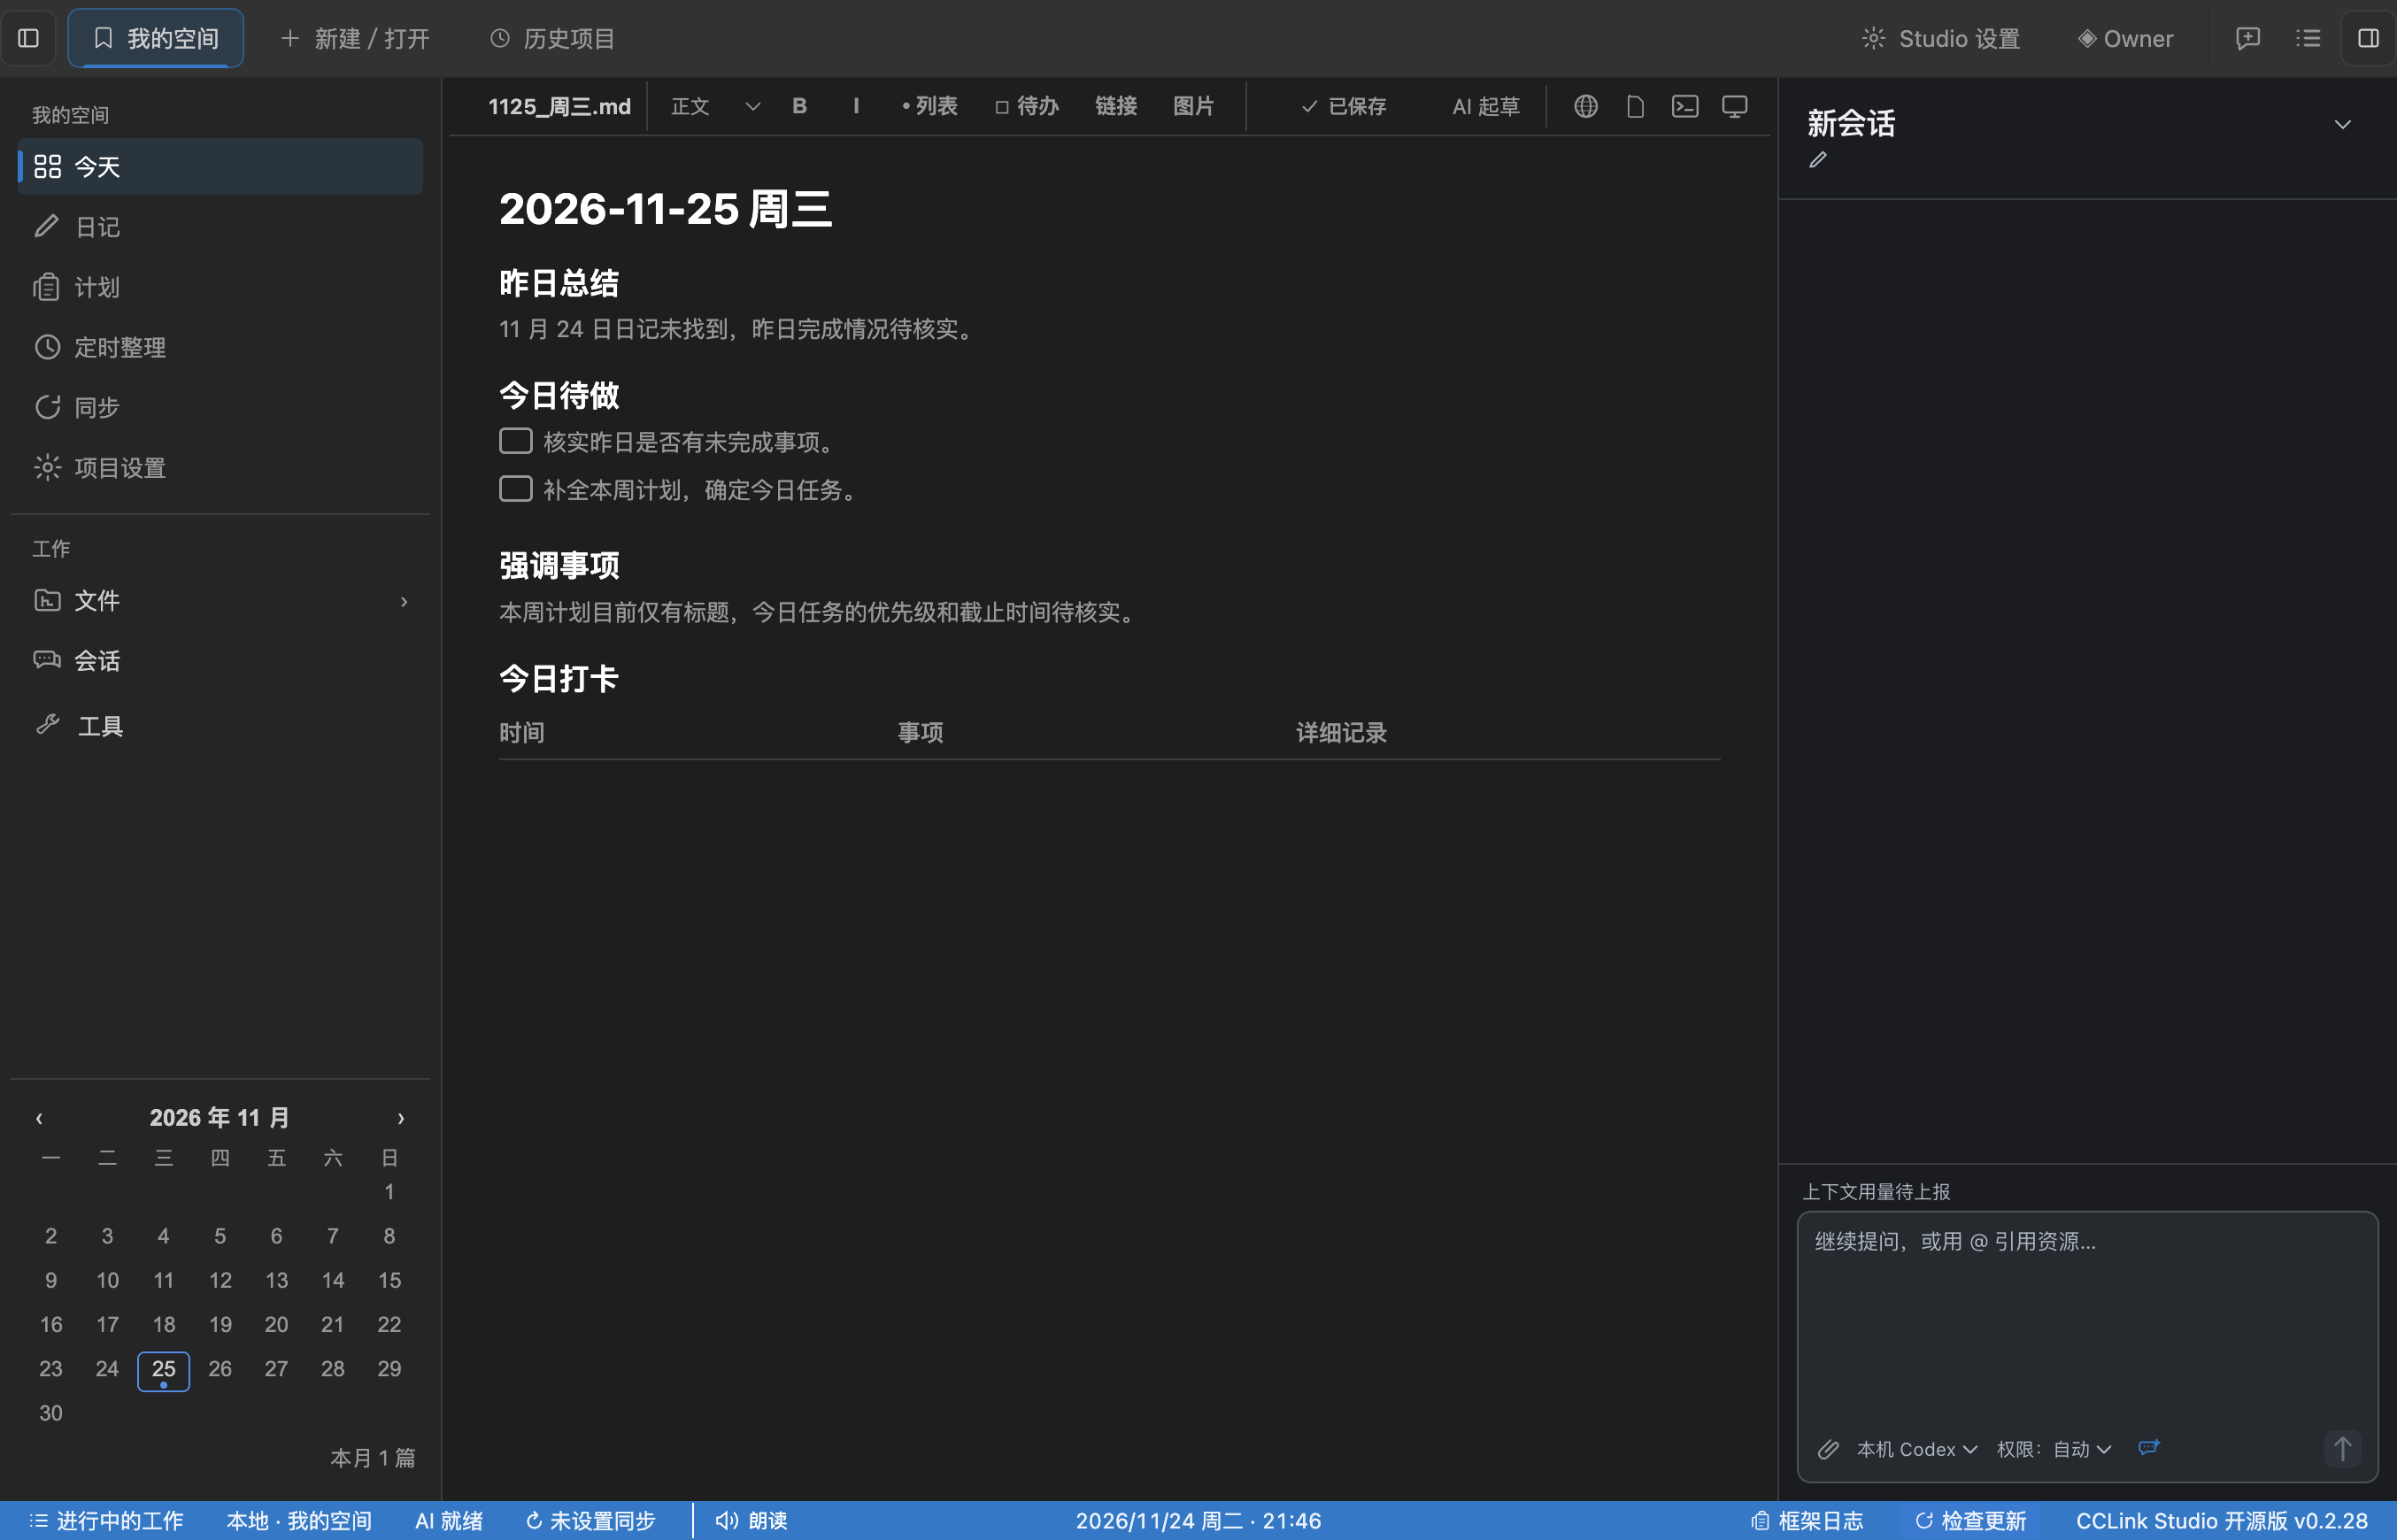 我的空间
新建 / 打开
历史项目
Studio 设置
Owner
我的空间
今天
日记
计划
定时整理
同步
项目设置
工作
文件
会话
工具
2026 年 11 月
一 二 三 四 五 六 日
1
2 3 4 5 6 7 8
9 10 11 12 13 14 15
16 17 18 19 20 21 22
23 24 25 26 27 28 29
30
本月 1 篇
1125_周三.md 正文 B I • 列表 待办 链接 图片 已保存 AI 起草
2026-11-25 周三
昨日总结
11 月 24 日日记未找到，昨日完成情况待核实。
今日待做
核实昨日是否有未完成事项。
补全本周计划，确定今日任务。
强调事项
本周计划目前仅有标题，今日任务的优先级和截止时间待核实。
今日打卡
时间 事项 详细记录
新会话
上下文用量待上报
继续提问，或用 @ 引用资源...
本机 Codex 权限：自动
进行中的工作 本地 · 我的空间 AI 就绪 未设置同步 朗读 2026/11/24 周二 · 21:46 框架日志 检查更新 CCLink Studio 开源版 v0.2.28